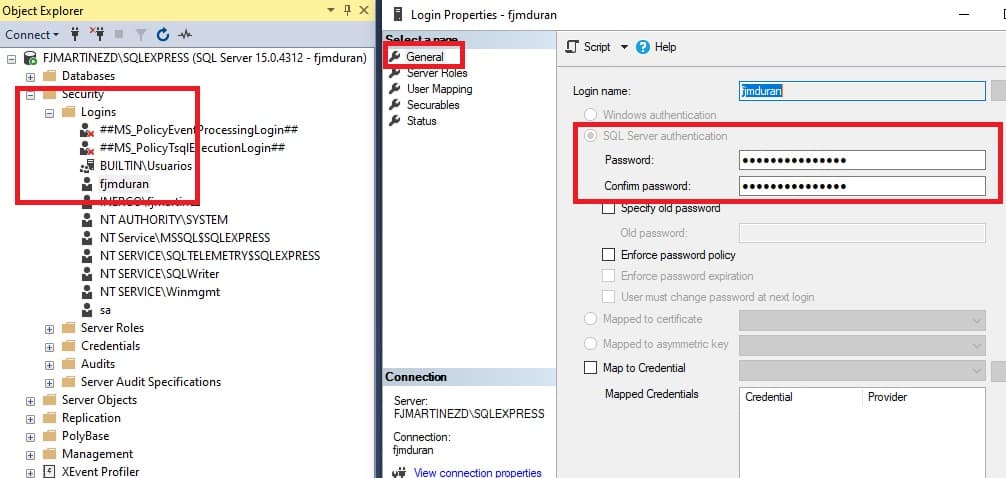 Object Explorer
Connect
FJMARTINEZD\SQLEXPRESS (SQL Server 15.0.4312 - fjmduran)
Databases
Security
Logins
##MS_PolicyEventProcessingLogin##
##MS_PolicyTsqlExecutionLogin##
BUILTIN\Usuarios
fjmduran
NT AUTHORITY\SYSTEM
NT Service\MSSQL$SQLEXPRESS
NT SERVICE\SQLTELEMETRY$SQLEXPRESS
NT SERVICE\SQLWriter
NT SERVICE\Winmgmt
sa
Server Roles
Credentials
Audits
Server Audit Specifications
Server Objects
Replication
PolyBase
Management
XEvent Profiler
Login Properties - fjmduran
Select a page
General
Server Roles
User Mapping
Securables
Status
Connection
Server:
FJMARTINEZD\SQLEXPRESS
Connection:
fjmduran
View connection properties
Script
Help
Login name: fjmduran
Windows authentication
SQL Server authentication
Password: ●●●●●●●●●●●●●●●
Confirm password: ●●●●●●●●●●●●●●●
Specify old password
Old password:
Enforce password policy
Enforce password expiration
User must change password at next login
Mapped to certificate
Mapped to asymmetric key
Map to Credential
Mapped Credentials
Credential Provider